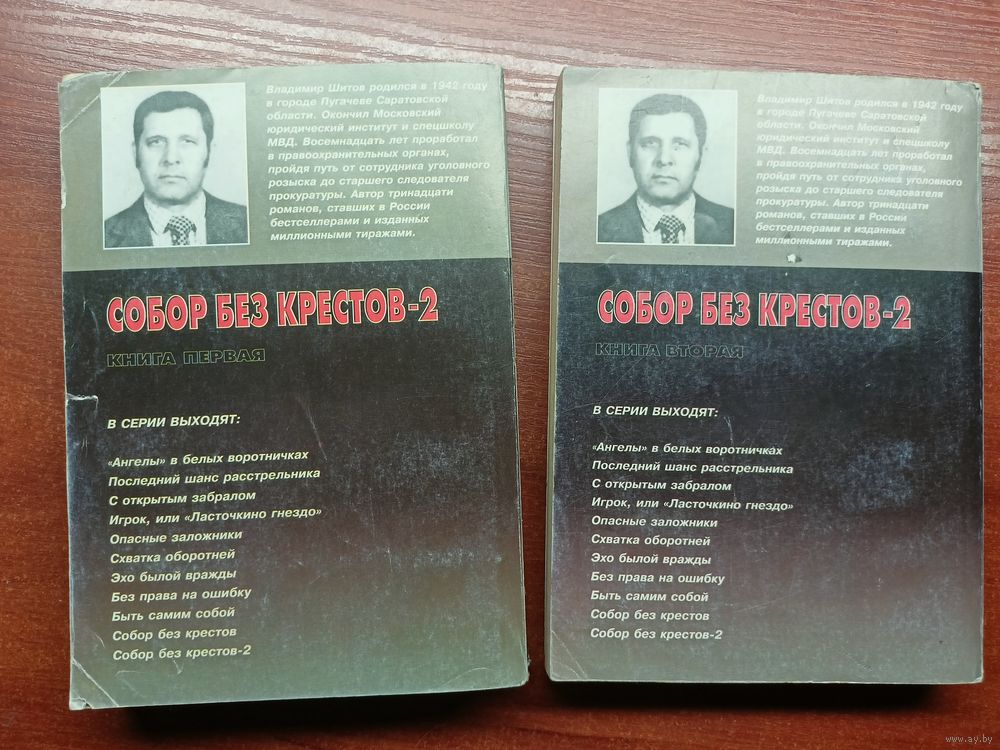 Владимир Шитов родился в 1942 году
в городе Пугачеве Саратовской
области. Окончил Московский
юридический институт и спецшколу
МВД. Восемнадцать лет проработал
в правоохранительных органах,
пройдя путь от сотрудника уголовного
розыска до старшего следователя
прокуратуры. Автор тринадцати
романов, ставших в России
бестселлерами и изданных
миллионными тиражами.
СОБОР БЕЗ КРЕСТОВ-2
КНИГА ПЕРВАЯ
В СЕРИИ ВЫХОДЯТ:
«Ангелы» в белых воротничках
Последний шанс расстрельника
С открытым забралом
Игрок, или «Ласточкино гнездо»
Опасные заложники
Схватка оборотней
Эхо былой вражды
Без права на ошибку
Быть самим собой
Собор без крестов
Собор без крестов-2
Владимир Шитов родился в 1942 году
в городе Пугачеве Саратовской
области. Окончил Московский
юридический институт и спецшколу
МВД. Восемнадцать лет проработал
в правоохранительных органах,
пройдя путь от сотрудника уголовного
розыска до старшего следователя
прокуратуры. Автор тринадцати
романов, ставших в России
бестселлерами и изданных
миллионными тиражами.
СОБОР БЕЗ КРЕСТОВ-2
КНИГА ВТОРАЯ
В СЕРИИ ВЫХОДЯТ:
«Ангелы» в белых воротничках
Последний шанс расстрельника
С открытым забралом
Игрок, или «Ласточкино гнездо»
Опасные заложники
Схватка оборотней
Эхо былой вражды
Без права на ошибку
Быть самим собой
Собор без крестов
Собор без крестов-2
www.ay.by